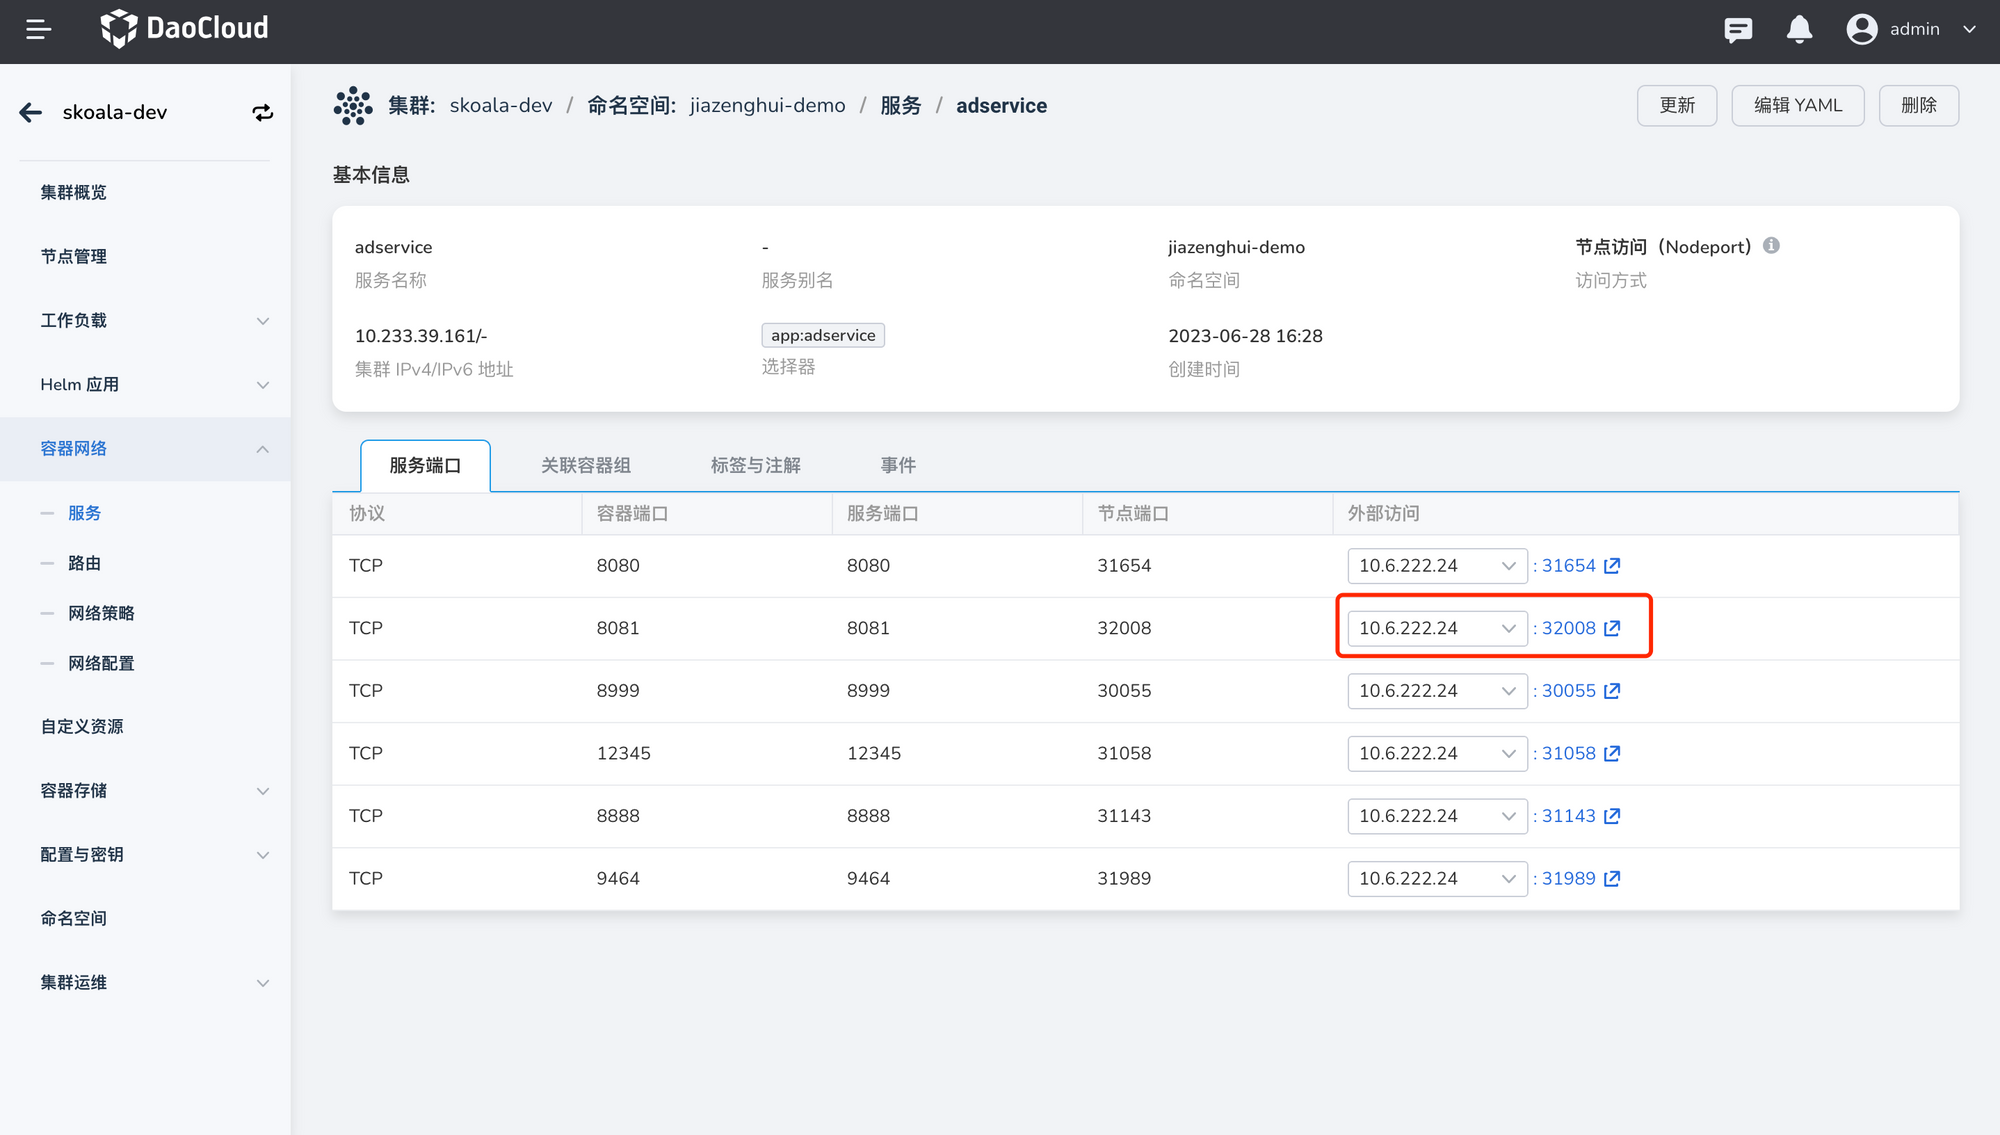 DaoCloud
admin
skoala-dev
集群: skoala-dev / 命名空间: jiazenghui-demo / 服务 / adservice
更新
编辑 YAML
删除
集群概览
节点管理
工作负载
Helm 应用
容器网络
服务
路由
网络策略
网络配置
自定义资源
容器存储
配置与密钥
命名空间
集群运维
基本信息
adservice
服务名称
-
服务别名
jiazenghui-demo
命名空间
节点访问（Nodeport）
访问方式
10.233.39.161/-
集群 IPv4/IPv6 地址
app:adservice
选择器
2023-06-28 16:28
创建时间
服务端口 关联容器组 标签与注解 事件
协议 容器端口 服务端口 节点端口 外部访问
TCP 8080 8080 31654 10.6.222.24 : 31654
TCP 8081 8081 32008 10.6.222.24 : 32008
TCP 8999 8999 30055 10.6.222.24 : 30055
TCP 12345 12345 31058 10.6.222.24 : 31058
TCP 8888 8888 31143 10.6.222.24 : 31143
TCP 9464 9464 31989 10.6.222.24 : 31989